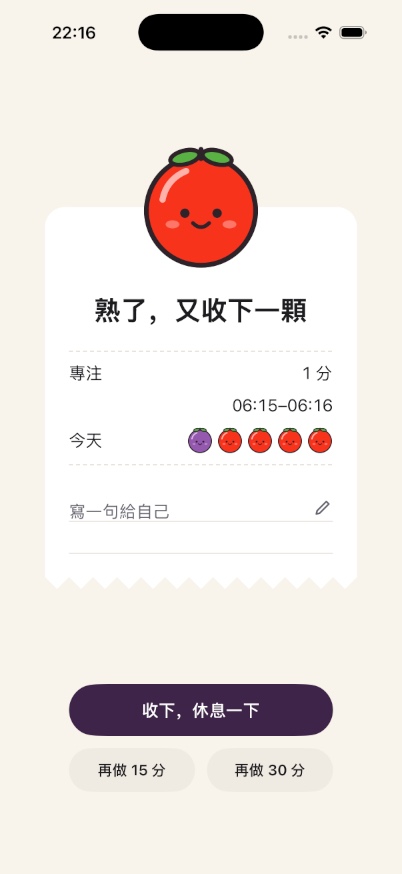 22:16
熟了，又收下一顆
專注 1 分
06:15–06:16
今天
寫一句給自己
收下，休息一下
再做 15 分 再做 30 分